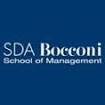 SDA Bocconi
School of Management